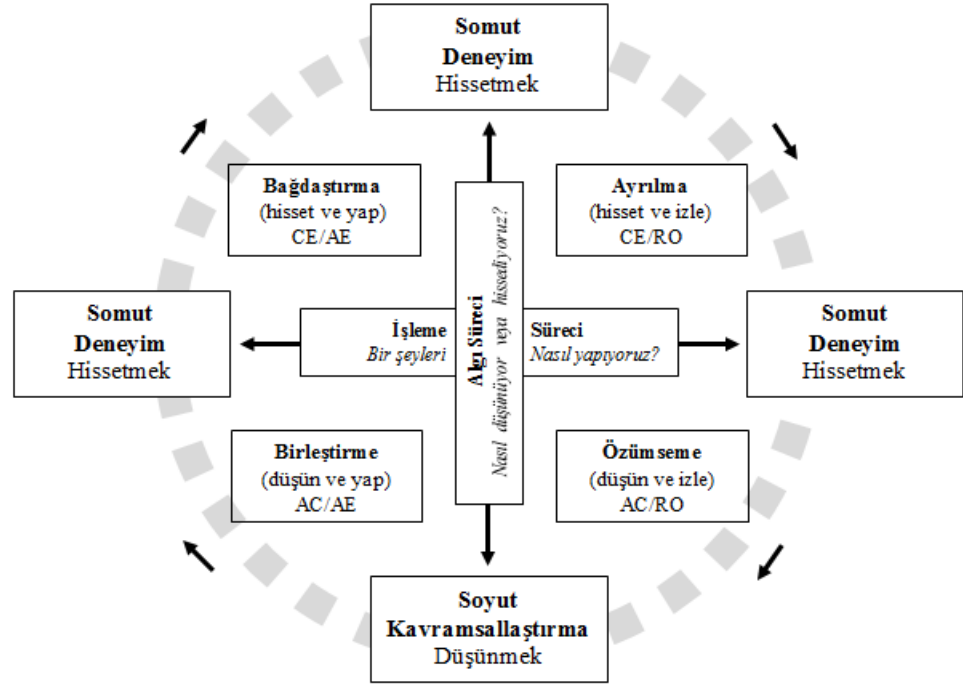 Somut
Deneyim
Hissetmek
Bağdaştırma
(hisset ve yap)
CE/AE
Ayrılma
(hisset ve izle)
CE/RO
Somut
Deneyim
Hissetmek
İşleme
Bir şeyleri
Algı Süreci
Nasıl düşünüyor veya hissediyoruz?
Süreci
Nasıl yapıyoruz?
Somut
Deneyim
Hissetmek
Birleştirme
(düşün ve yap)
AC/AE
Özümseme
(düşün ve izle)
AC/RO
Soyut
Kavramsallaştırma
Düşünmek